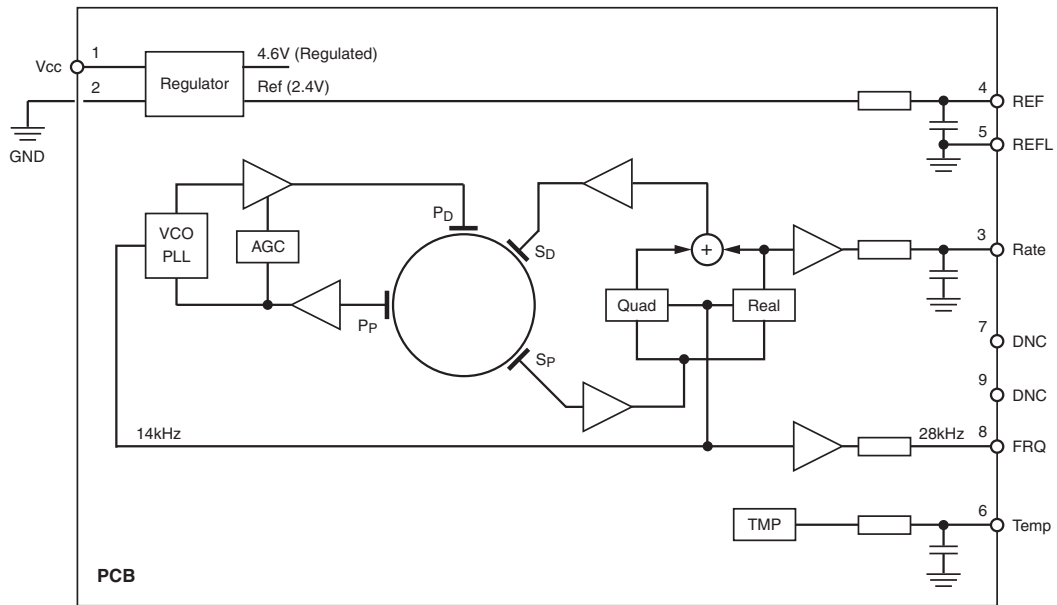 1
4.6V (Regulated)
Vcc
Regulator
2
Ref (2.4V)
4
REF
GND
5
REFL
VCO
PLL
AGC
PD
SD
+
3
Rate
Quad
Real
PP
SP
7
DNC
9
DNC
14kHz
28kHz
8
FRQ
TMP
6
Temp
PCB